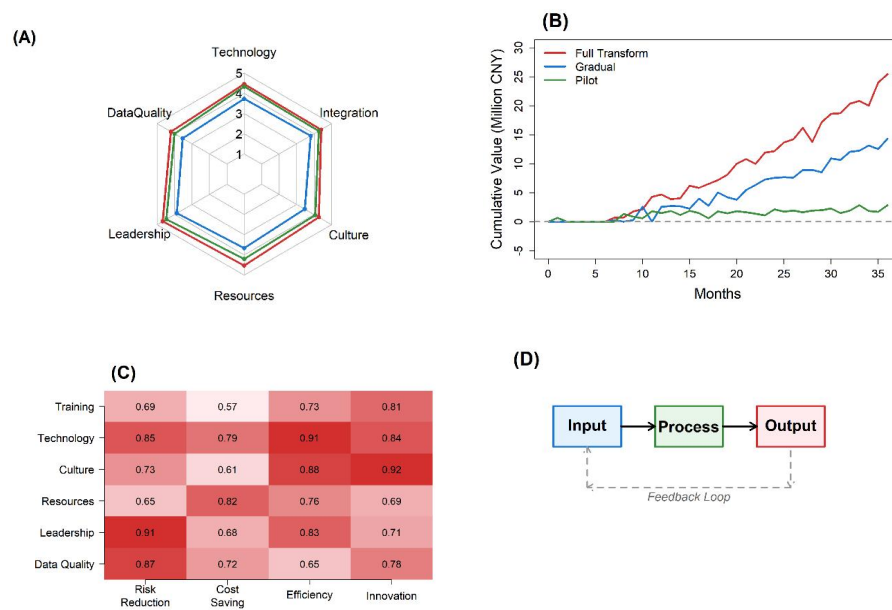 (A)
Technology
5
4
3
2
1
DataQuality
Integration
Leadership
Culture
Resources
(B)
Cumulative Value (Million CNY)
30
25
20
15
10
5
0
-5
Full Transform
Gradual
Pilot
0 5 10 15 20 25 30 35
Months
(C)
Training 0.69 0.57 0.73 0.81
Technology 0.85 0.79 0.91 0.84
Culture 0.73 0.61 0.88 0.92
Resources 0.65 0.82 0.76 0.69
Leadership 0.91 0.68 0.83 0.71
Data Quality 0.87 0.72 0.65 0.78
Risk
Reduction
Cost
Saving
Efficiency
Innovation
(D)
Input Process Output
Feedback Loop